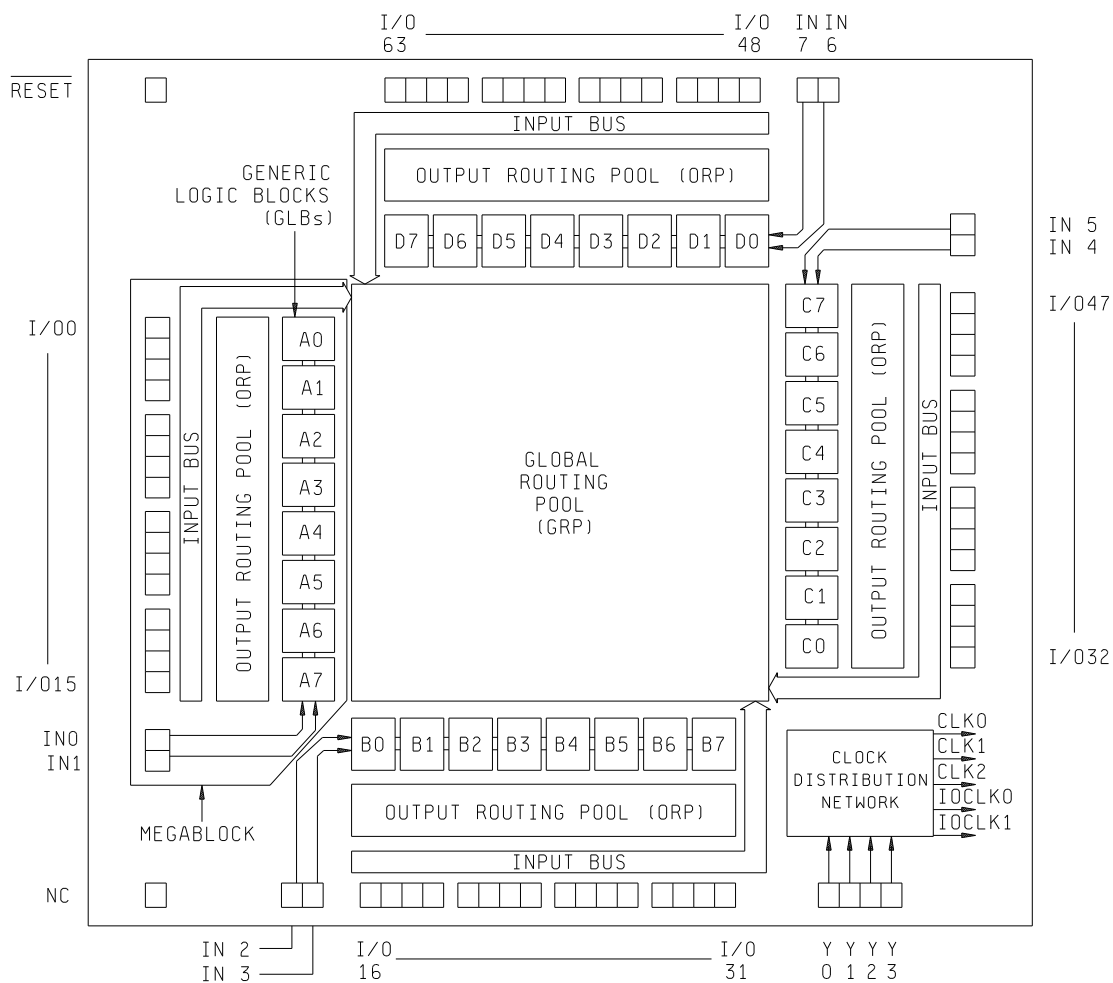 I/O 63
I/O 48
IN 7
IN 6
RESET
INPUT BUS
OUTPUT ROUTING POOL (ORP)
GENERIC
LOGIC BLOCKS
(GLBs)
D7 D6 D5 D4 D3 D2 D1 D0
IN 5
IN 4
I/O0
I/O15
INPUT BUS
OUTPUT ROUTING POOL (ORP)
A0
A1
A2
A3
A4
A5
A6
A7
GLOBAL
ROUTING
POOL
(GRP)
C7
C6
C5
C4
C3
C2
C1
C0
OUTPUT ROUTING POOL (ORP)
INPUT BUS
I/O47
I/O32
IN0
IN1
MEGABLOCK
B0 B1 B2 B3 B4 B5 B6 B7
OUTPUT ROUTING POOL (ORP)
INPUT BUS
CLOCK
DISTRIBUTION
NETWORK
CLK0
CLK1
CLK2
IOCLK0
IOCLK1
NC
IN 2
IN 3
I/O 16
I/O 31
Y 0
Y 1
Y 2
Y 3